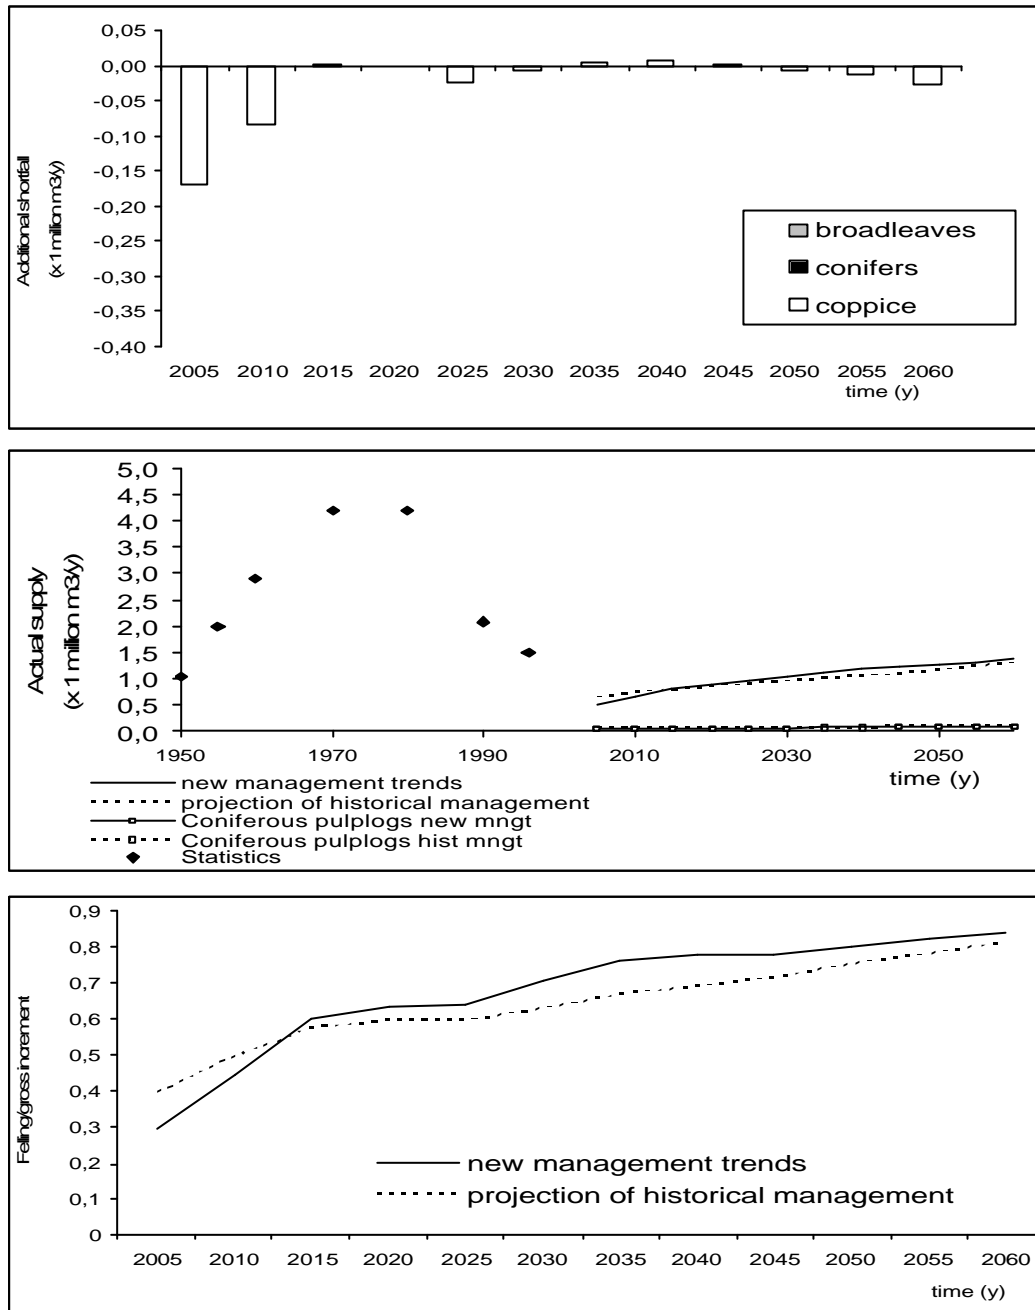 0,05
0,00
-0,05
-0,10
-0,15
-0,20
-0,25
-0,30
-0,35
-0,40
Additional shortfall
(x 1 million m3/y)
broadleaves
conifers
coppice
2005 2010 2015 2020 2025 2030 2035 2040 2045 2050 2055 2060
time (y)
5,0
4,5
4,0
3,5
3,0
2,5
2,0
1,5
1,0
0,5
0,0
Actual supply
(x 1 million m3/y)
1950 1970 1990 2010 2030 2050
time (y)
new management trends
projection of historical management
Coniferous pulplogs new mngt
Coniferous pulplogs hist mngt
Statistics
0,9
0,8
0,7
0,6
0,5
0,4
0,3
0,2
0,1
0
Felling/gross increment
new management trends
projection of historical management
2005 2010 2015 2020 2025 2030 2035 2040 2045 2050 2055 2060
time (y)